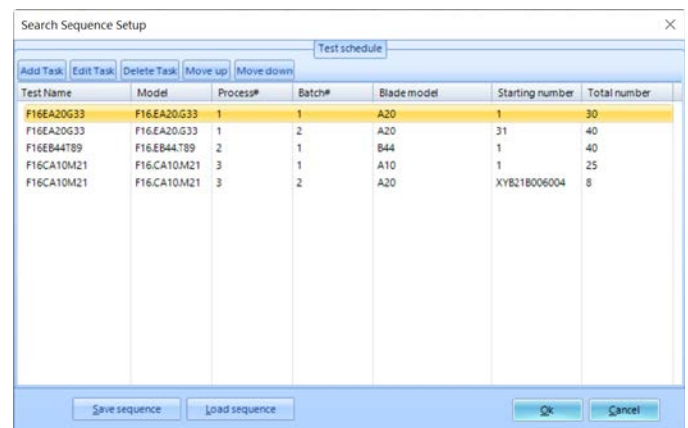 Search Sequence Setup
Test schedule
Add Task Edit Task Delete Task Move up Move down
Test Name Model Process# Batch# Blade model Starting number Total number
F16EA20G33 F16.EA20.G33 1 1 A20 1 30
F16EA20G33 F16.EA20.G33 1 2 A20 31 40
F16EB44T89 F16.EB44.T89 2 1 B44 1 40
F16CA10M21 F16.CA10.M21 3 1 A10 1 25
F16CA10M21 F16.CA10.M21 3 2 A20 XYB21B006004 8
Save sequence Load sequence Ok Cancel